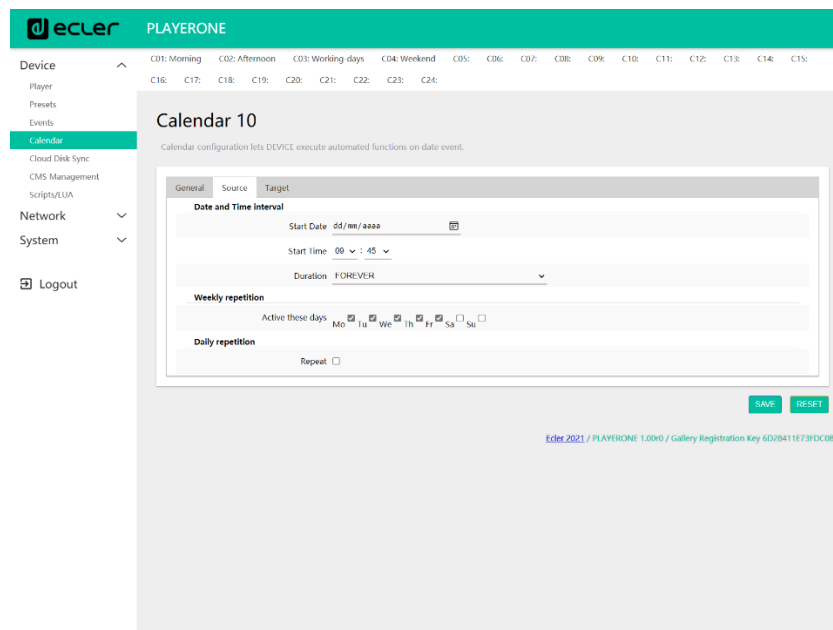 ecler
PLAYERONE
Device
Player
Presets
Events
Calendar
Cloud Disk Sync
CMS Management
Scripts/LUA
Network
System
Logout
C01: Morning C02: Afternoon C03: Working-days C04: Weekend C05: C06: C07: C08: C09: C10: C11: C12: C13: C14: C15:
C16: C17: C18: C19: C20: C21: C22: C23: C24:
Calendar 10
Calendar configuration lets DEVICE execute automated functions on date event.
General Source Target
Date and Time interval
Start Date dd/mm/aaaa
Start Time 09 : 45
Duration FOREVER
Weekly repetition
Active these days Mo Tu We Th Fr Sa Su
Daily repetition
Repeat
SAVE RESET
Ecler 2021 / PLAYERONE 1.00r0 / Gallery Registration Key 6D28411E73FDC08